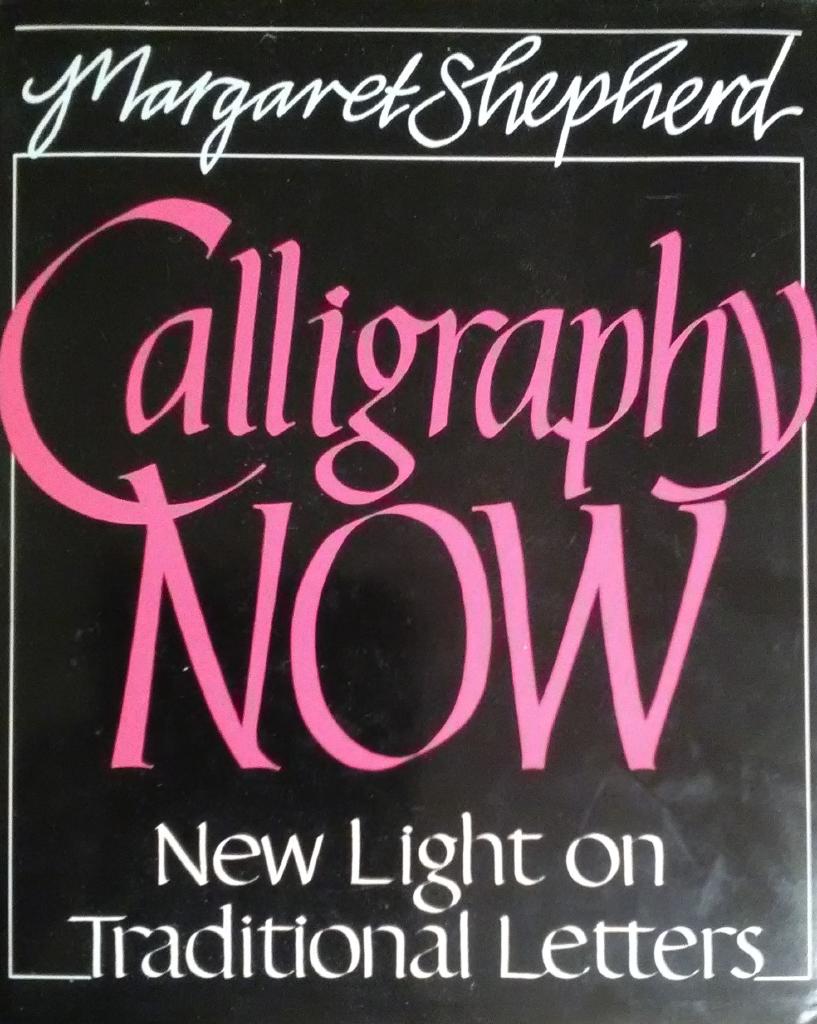 Margaret Shepherd
Calligraphy
NOW
New Light on
Traditional Letters